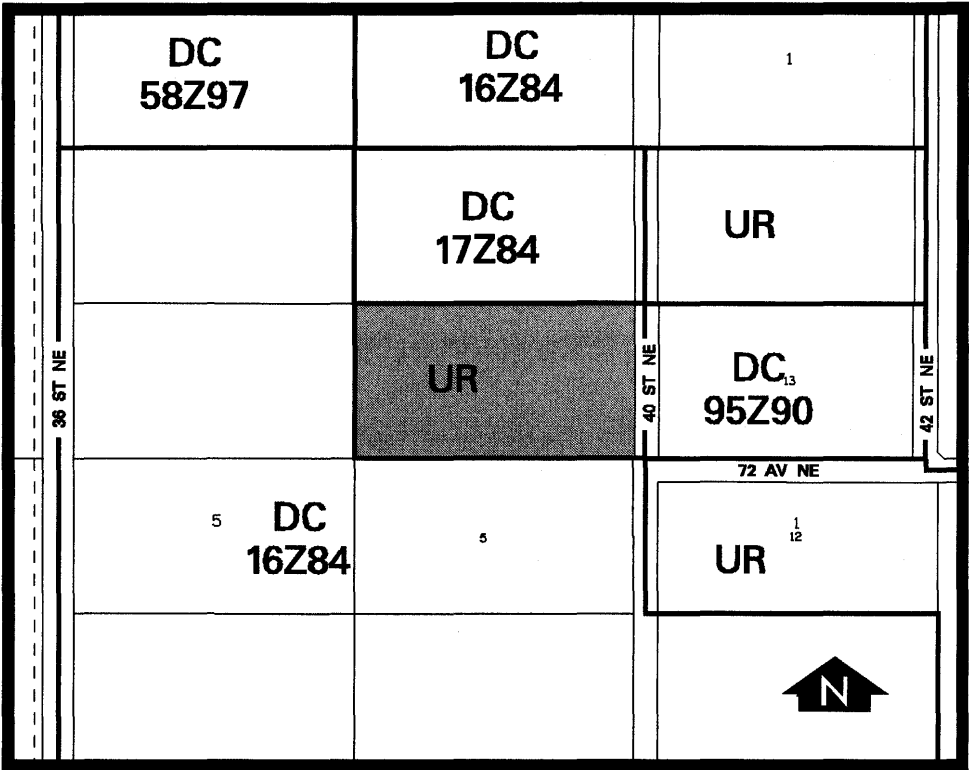 DC
58Z97
DC
16Z84
1
DC
17Z84
UR
36 ST NE
UR
40 ST NE
DC 13
95Z90
42 ST NE
72 AV NE
5
DC
16Z84
5
1
12
UR
N